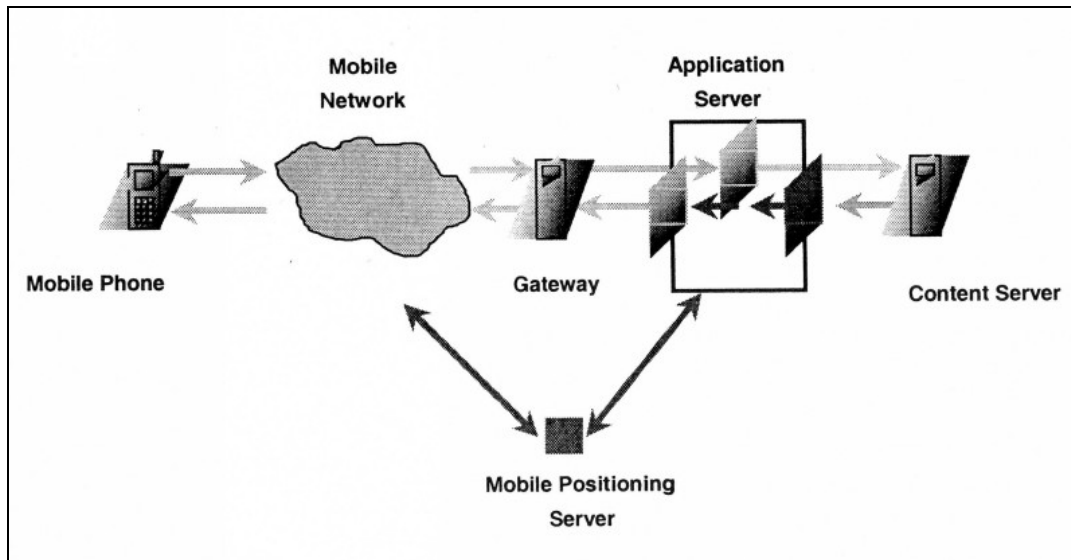 Mobile
Network
Application
Server
Mobile Phone
Gateway
Content Server
Mobile Positioning
Server